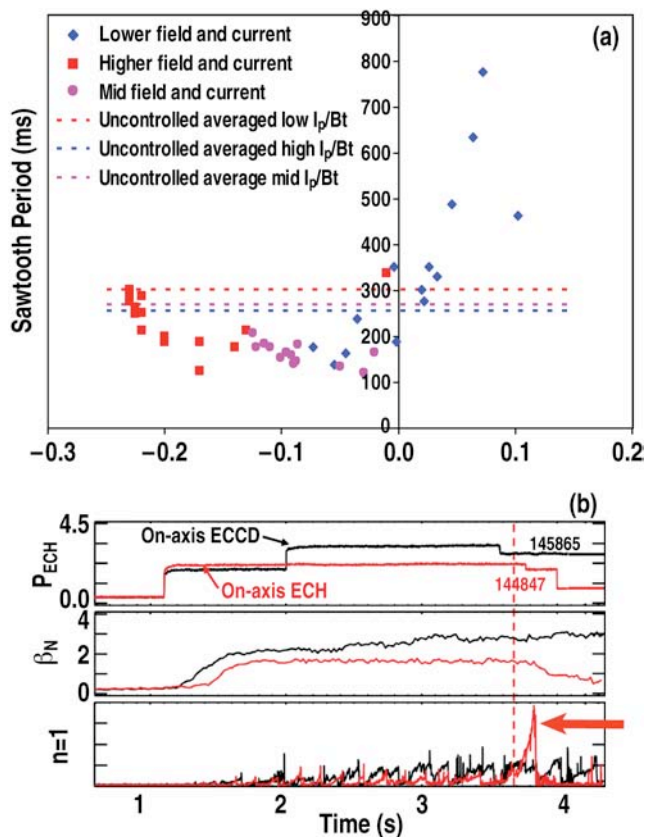 900
(a)
Lower field and current
Higher field and current
Mid field and current
Uncontrolled averaged low Ip/Bt
Uncontrolled averaged high Ip/Bt
Uncontrolled average mid Ip/Bt
800
700
600
500
400
300
200
100
0
Sawtooth Period (ms)
−0.3
−0.2
−0.1
0.0
0.1
0.2
(b)
4.5
0.0
PECH
On-axis ECCD
145865
On-axis ECH
144847
4
2
0
βN
n=1
1
2
3
4
Time (s)